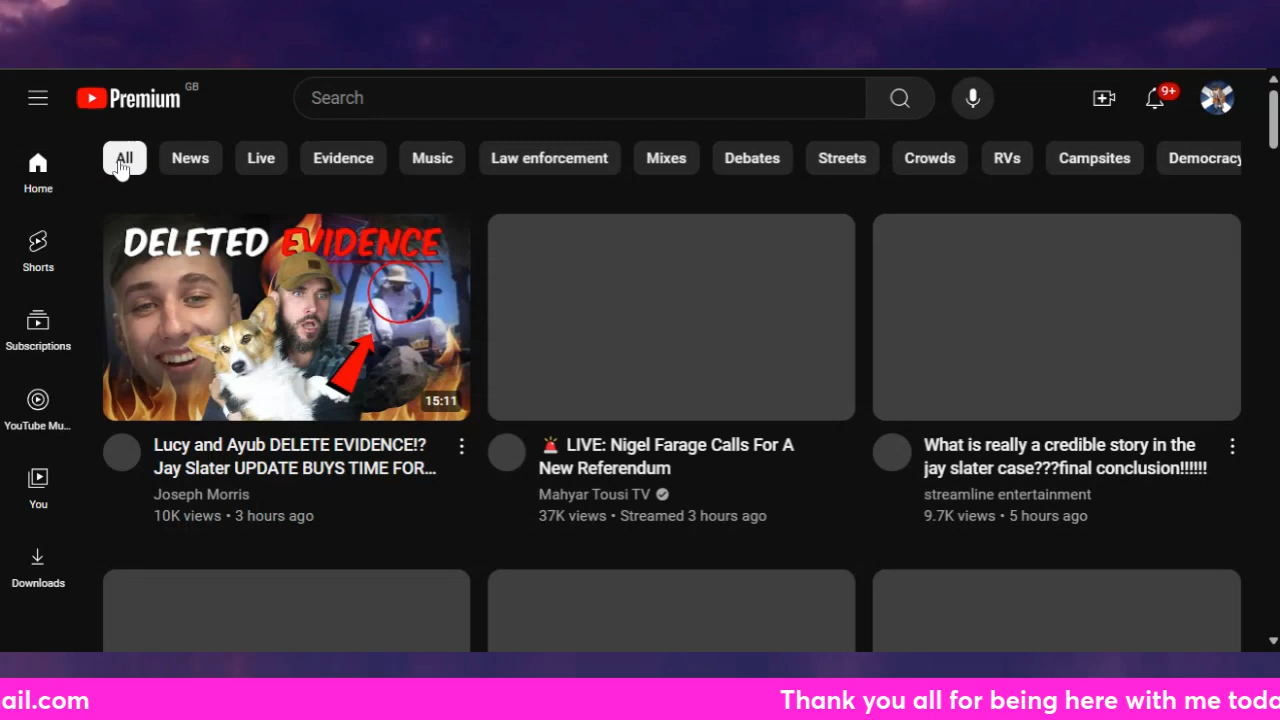 Premium GB
Search
9+
All News Live Evidence Music Law enforcement Mixes Debates Streets Crowds RVs Campsites Democracy
Home
Shorts
Subscriptions
YouTube Mu...
You
Downloads
DELETED EVIDENCE
15:11
Lucy and Ayub DELETE EVIDENCE!?
Jay Slater UPDATE BUYS TIME FOR...
Joseph Morris
10K views • 3 hours ago
🚨 LIVE: Nigel Farage Calls For A
New Referendum
Mahyar Tousi TV
37K views • Streamed 3 hours ago
What is really a credible story in the
jay slater case???final conclusion!!!!!!
streamline entertainment
9.7K views • 5 hours ago
ail.com
Thank you all for being here with me toda